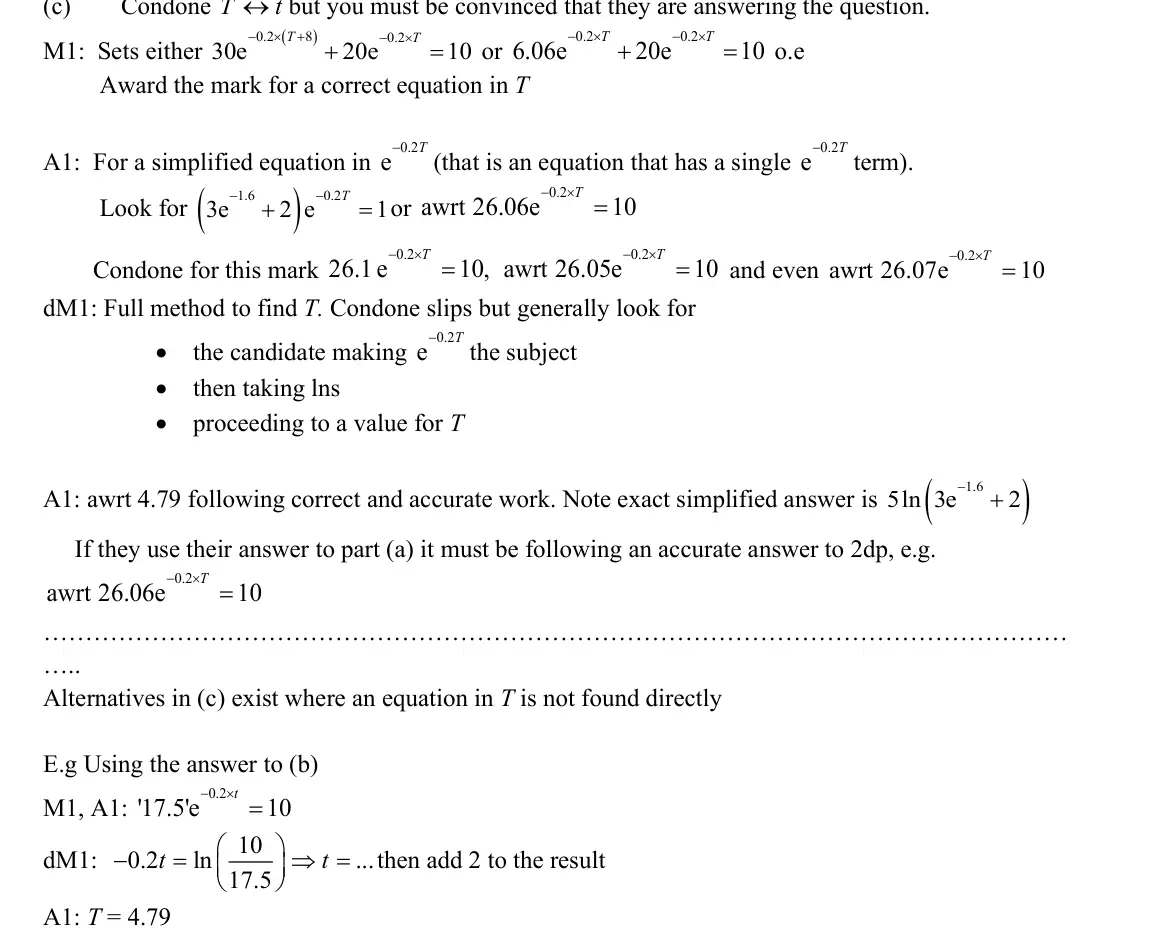 (c) Condone T ↔ t but you must be convinced that they are answering the question.
M1: Sets either 30e^{−0.2×(T+8)} + 20e^{−0.2×T} = 10 or 6.06e^{−0.2×T} + 20e^{−0.2×T} = 10 o.e
Award the mark for a correct equation in T
A1: For a simplified equation in e^{−0.2T} (that is an equation that has a single e^{−0.2T} term).
Look for (3e^{−1.6} + 2)e^{−0.2T} = 1 or awrt 26.06e^{−0.2×T} = 10
Condone for this mark 26.1 e^{−0.2×T} = 10, awrt 26.05e^{−0.2×T} = 10 and even awrt 26.07e^{−0.2×T} = 10
dM1: Full method to find T. Condone slips but generally look for
• the candidate making e^{−0.2T} the subject
• then taking lns
• proceeding to a value for T
A1: awrt 4.79 following correct and accurate work. Note exact simplified answer is 5 ln(3e^{−1.6} + 2)
If they use their answer to part (a) it must be following an accurate answer to 2dp, e.g.
awrt 26.06e^{−0.2×T} = 10
……………………………………………………………………………………………………………
…..
Alternatives in (c) exist where an equation in T is not found directly
E.g Using the answer to (b)
M1, A1: '17.5'e^{−0.2×t} = 10
dM1: −0.2t = ln(10/17.5) ⇒ t = ... then add 2 to the result
A1: T = 4.79